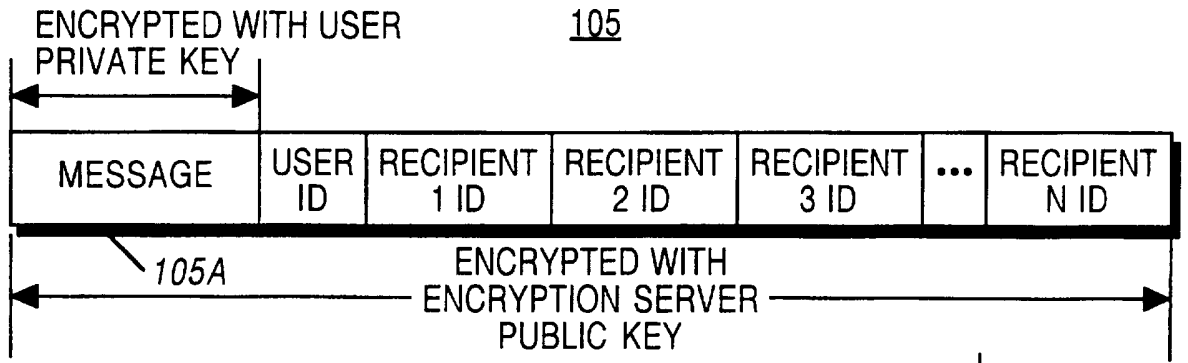 ENCRYPTED WITH USER
PRIVATE KEY
105
MESSAGE
USER
ID
RECIPIENT
1 ID
RECIPIENT
2 ID
RECIPIENT
3 ID
...
RECIPIENT
N ID
105A
ENCRYPTED WITH
ENCRYPTION SERVER
PUBLIC KEY